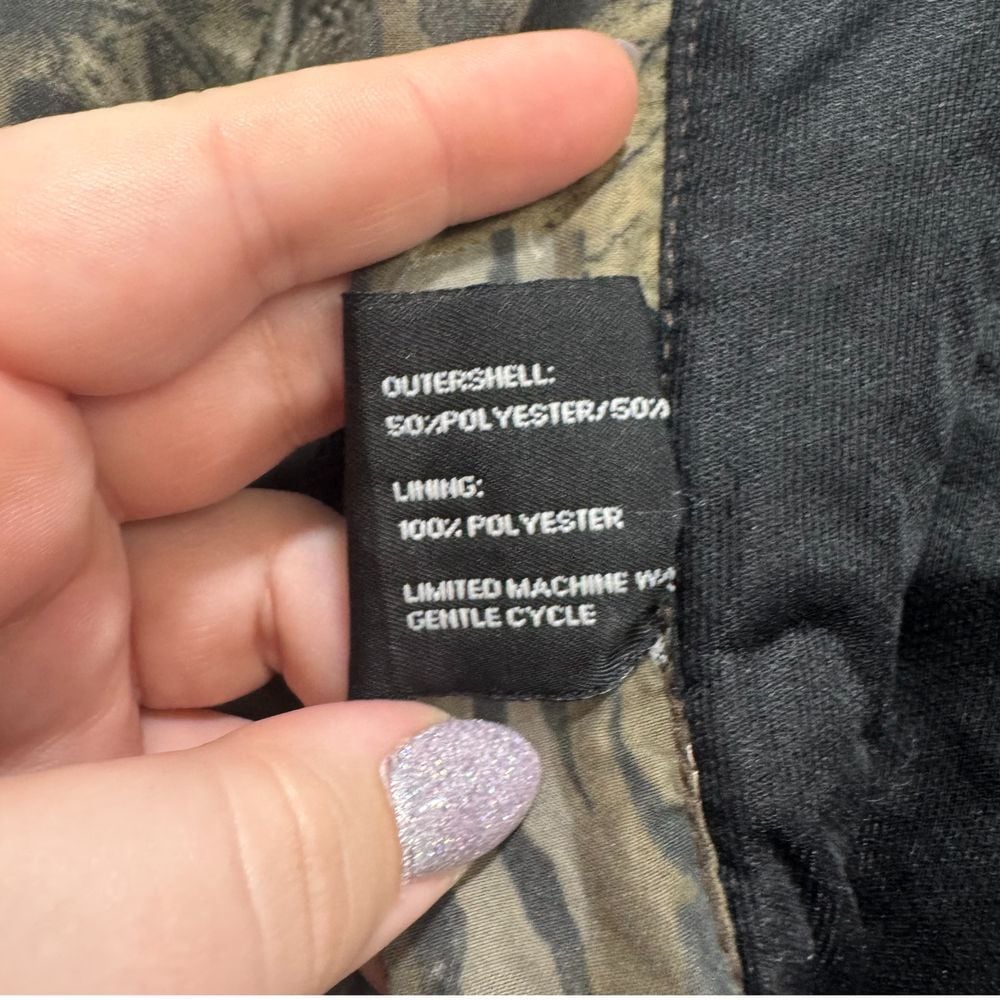 OUTERSHELL:
50%POLYESTER/50%
LINING:
100% POLYESTER
LIMITED MACHINE
GENTLE CYCLE